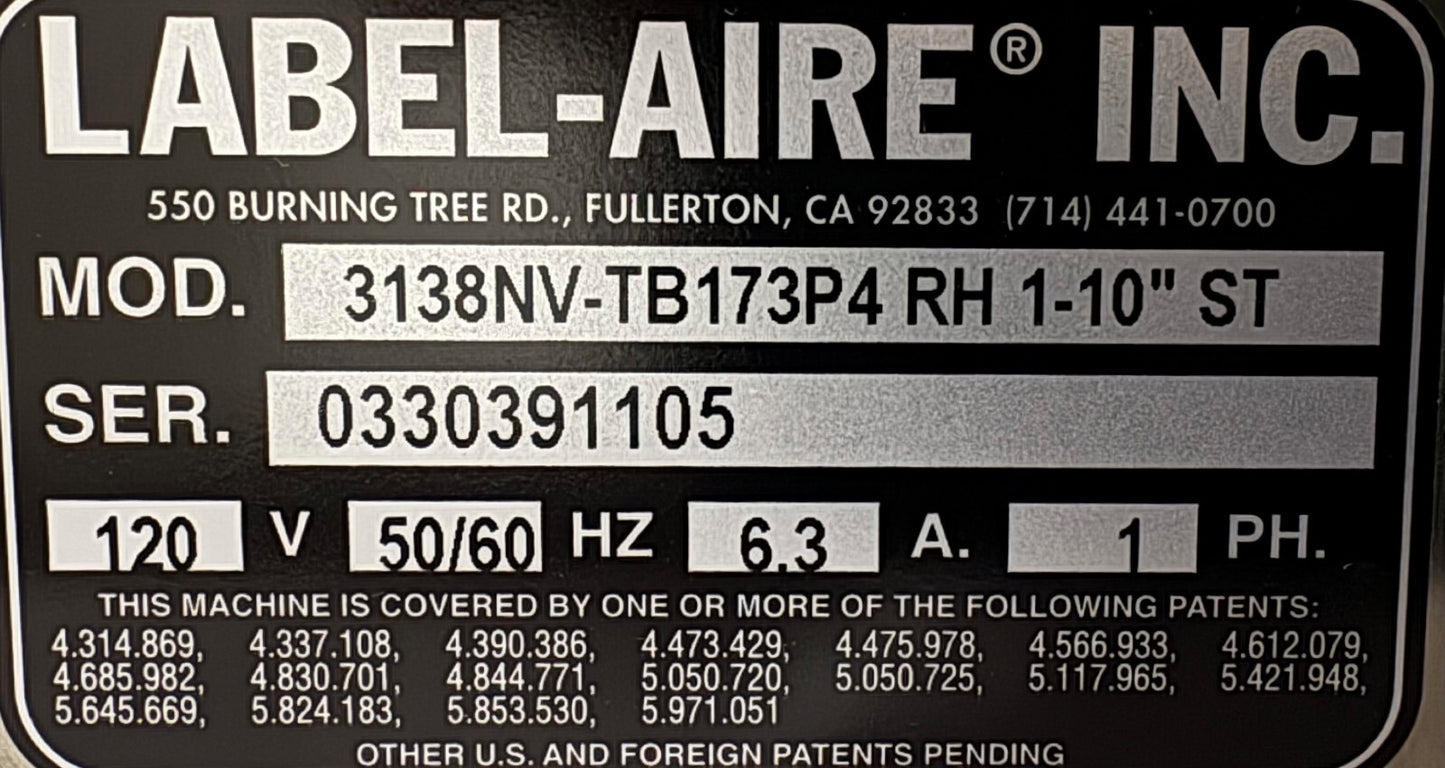 LABEL-AIRE® INC.
550 BURNING TREE RD., FULLERTON, CA 92833 (714) 441-0700
MOD. 3138NV-TB173P4 RH 1-10" ST
SER. 0330391105
120 V 50/60 HZ 6.3 A. 1 PH.
THIS MACHINE IS COVERED BY ONE OR MORE OF THE FOLLOWING PATENTS:
4.314.869, 4.337.108, 4.390.386, 4.473.429, 4.475.978, 4.566.933, 4.612.079,
4.685.982, 4.830.701, 4.844.771, 5.050.720, 5.050.725, 5.117.965, 5.421.948,
5.645.669, 5.824.183, 5.853.530, 5.971.051
OTHER U.S. AND FOREIGN PATENTS PENDING